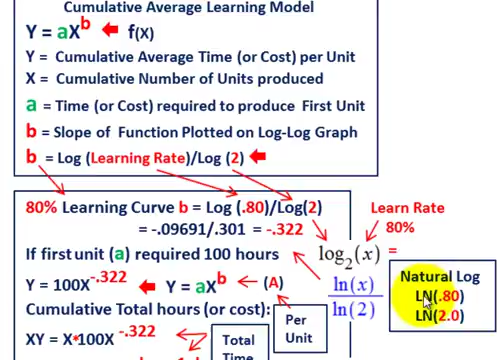 Cumulative Average Learning Model
Y = aX^b f(X)
Y = Cumulative Average Time (or Cost) per Unit
X = Cumulative Number of Units produced
a = Time (or Cost) required to produce First Unit
b = Slope of Function Plotted on Log-Log Graph
b = Log (Learning Rate)/Log (2)
80% Learning Curve b = Log (.80)/Log(2)
= -.09691/.301 = -.322
If first unit (a) required 100 hours
Y = 100X^-.322 Y = aX^b (A)
Cumulative Total hours (or cost):
XY = X*100X^-.322
Learn Rate
80%
log₂(x) =
ln(x)
ln(2)
Natural Log
LN(.80)
LN(2.0)
Per
Unit
Total
Time